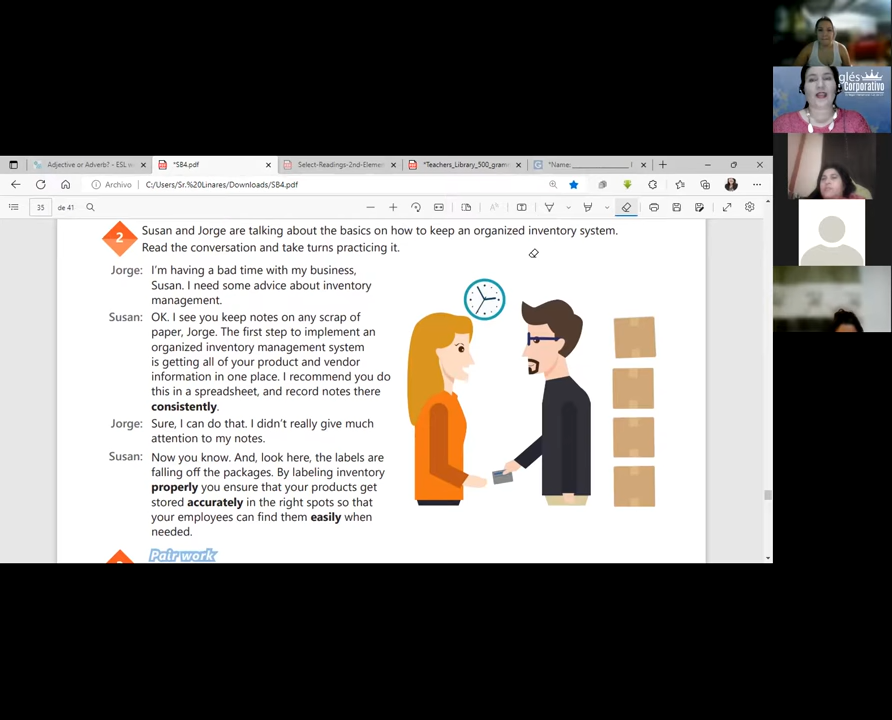 glés
Corporativo
Adjective or Adverb? - ESL w
*SB4.pdf
Select-Readings-2nd-Elemen
*Teachers_Library_500_gram
*Name: ________________ I
Archivo
C:/Users/Sr.%20Linares/Downloads/SB4.pdf
35
de 41
2
Susan and Jorge are talking about the basics on how to keep an organized inventory system.
Read the conversation and take turns practicing it.
Jorge: I'm having a bad time with my business,
Susan. I need some advice about inventory
management.
Susan: OK. I see you keep notes on any scrap of
paper, Jorge. The first step to implement an
organized inventory management system
is getting all of your product and vendor
information in one place. I recommend you do
this in a spreadsheet, and record notes there
consistently.
Jorge: Sure, I can do that. I didn't really give much
attention to my notes.
Susan: Now you know. And, look here, the labels are
falling off the packages. By labeling inventory
properly you ensure that your products get
stored accurately in the right spots so that
your employees can find them easily when
needed.
Pair work